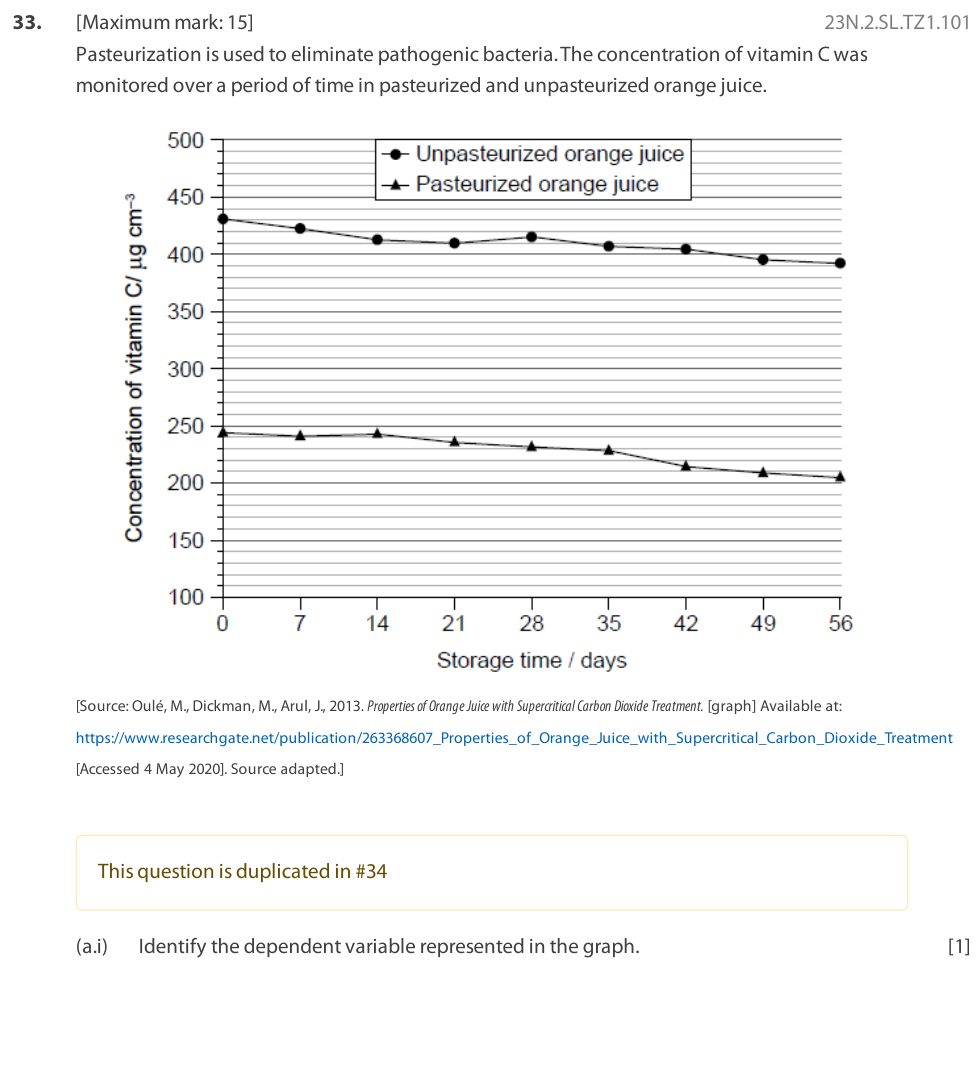 33. [Maximum mark: 15] 23N.2.SL.TZ1.101
Pasteurization is used to eliminate pathogenic bacteria. The concentration of vitamin C was
monitored over a period of time in pasteurized and unpasteurized orange juice.
500
450
400
350
300
250
200
150
100
Concentration of vitamin C/ μg cm⁻³
Unpasteurized orange juice
Pasteurized orange juice
0 7 14 21 28 35 42 49 56
Storage time / days
[Source: Oulé, M., Dickman, M., Arul, J., 2013. Properties of Orange Juice with Supercritical Carbon Dioxide Treatment. [graph] Available at:
https://www.researchgate.net/publication/263368607_Properties_of_Orange_Juice_with_Supercritical_Carbon_Dioxide_Treatment
[Accessed 4 May 2020]. Source adapted.]
This question is duplicated in #34
(a.i) Identify the dependent variable represented in the graph. [1]